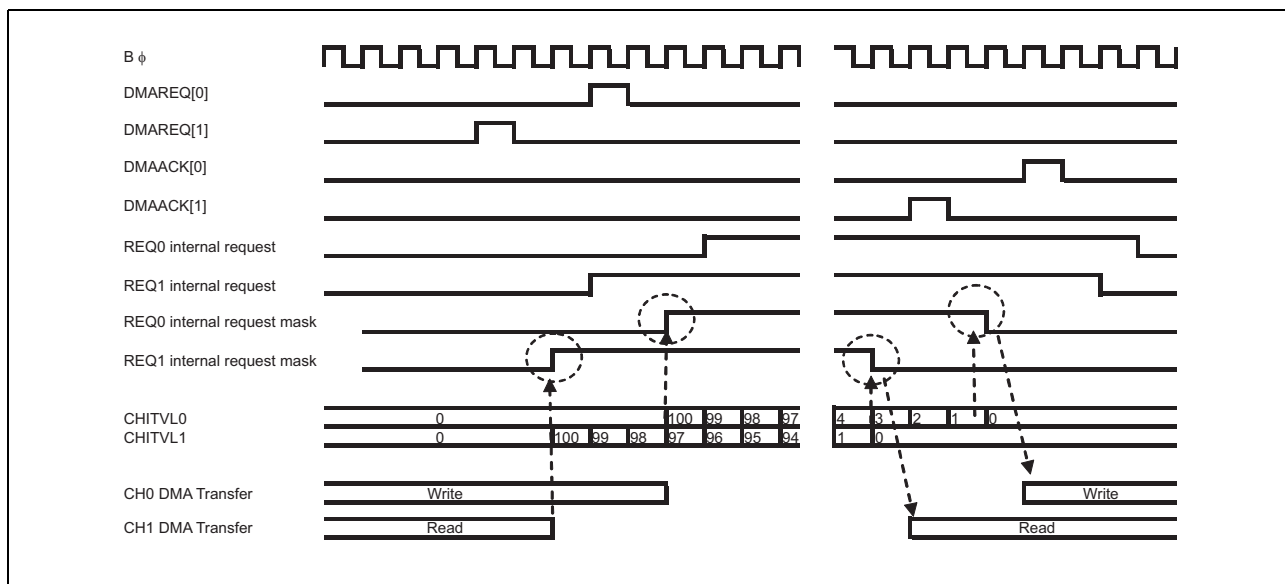 B ϕ
DMAREQ[0]
DMAREQ[1]
DMAACK[0]
DMAACK[1]
REQ0 internal request
REQ1 internal request
REQ0 internal request mask
REQ1 internal request mask
CHITVL0 0 100 99 98 97 4 3 2 1 0
CHITVL1 0 100 99 98 97 96 95 94 1 0
CH0 DMA Transfer Write Write
CH1 DMA Transfer Read Read